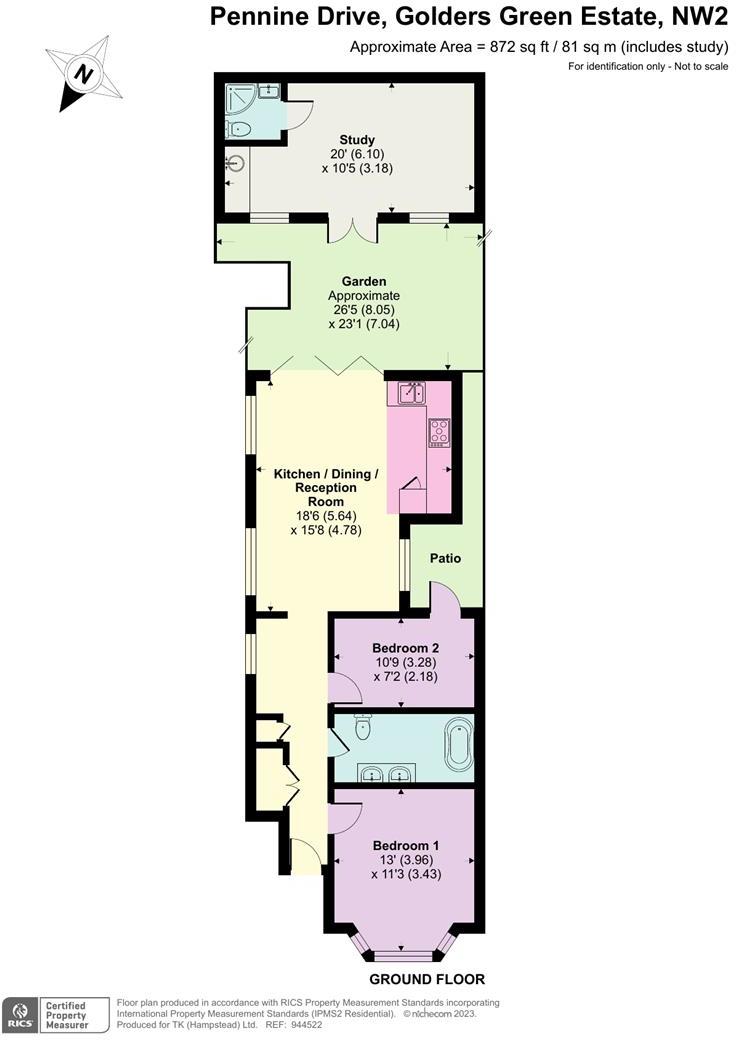 Pennine Drive, Golders Green Estate, NW2
Approximate Area = 872 sq ft / 81 sq m (includes study)
For identification only - Not to scale
N
Study
20' (6.10)
x 10'5 (3.18)
Garden
Approximate
26'5 (8.05)
x 23'1 (7.04)
Kitchen / Dining /
Reception
Room
18'6 (5.64)
x 15'8 (4.78)
Patio
Bedroom 2
10'9 (3.28)
x 7'2 (2.18)
Bedroom 1
13' (3.96)
x 11'3 (3.43)
GROUND FLOOR
RICS
Certified
Property
Measurer
Floor plan produced in accordance with RICS Property Measurement Standards incorporating
International Property Measurement Standards (IPMS2 Residential). © nichecom 2023.
Produced for TK (Hampstead) Ltd. REF: 944522